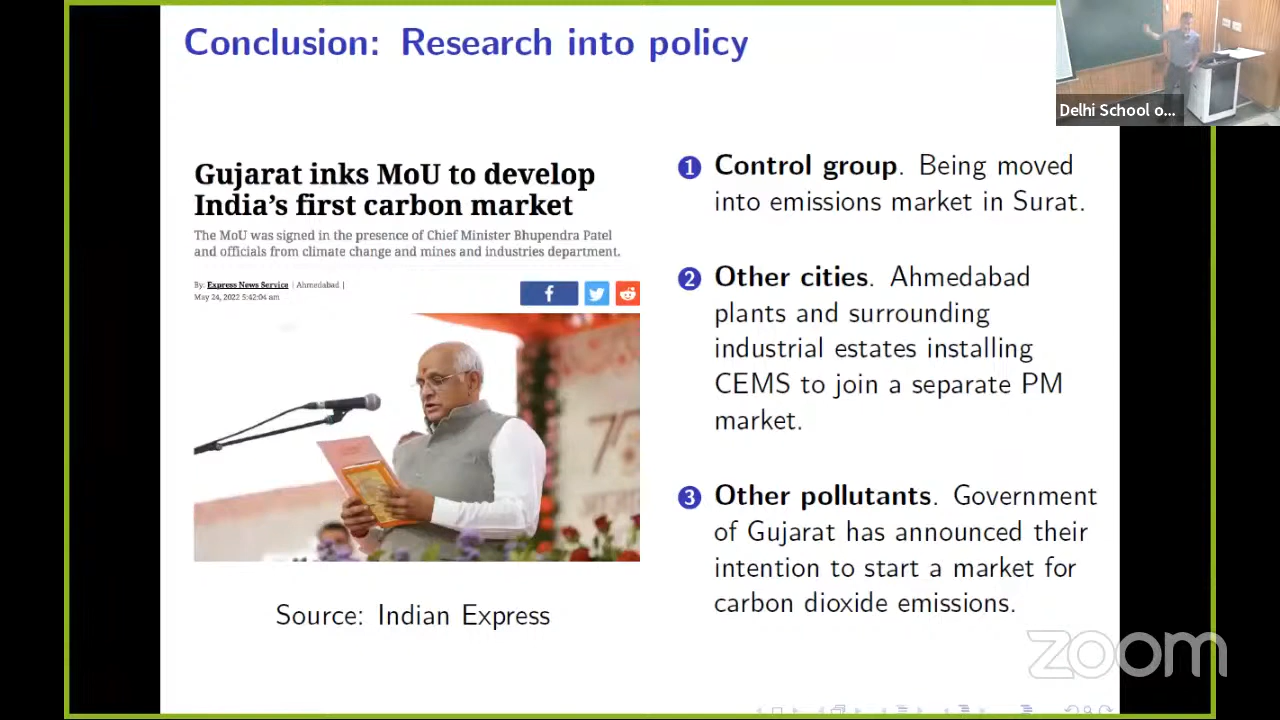 Conclusion: Research into policy
Delhi School o...
Gujarat inks MoU to develop
India's first carbon market
The MoU was signed in the presence of Chief Minister Bhupendra Patel
and officials from climate change and mines and industries department.
By: Express News Service | Ahmedabad |
May 24, 2022 5:42:04 am
Source: Indian Express
1 Control group. Being moved
into emissions market in Surat.
2 Other cities. Ahmedabad
plants and surrounding
industrial estates installing
CEMS to join a separate PM
market.
3 Other pollutants. Government
of Gujarat has announced their
intention to start a market for
carbon dioxide emissions.
zoom